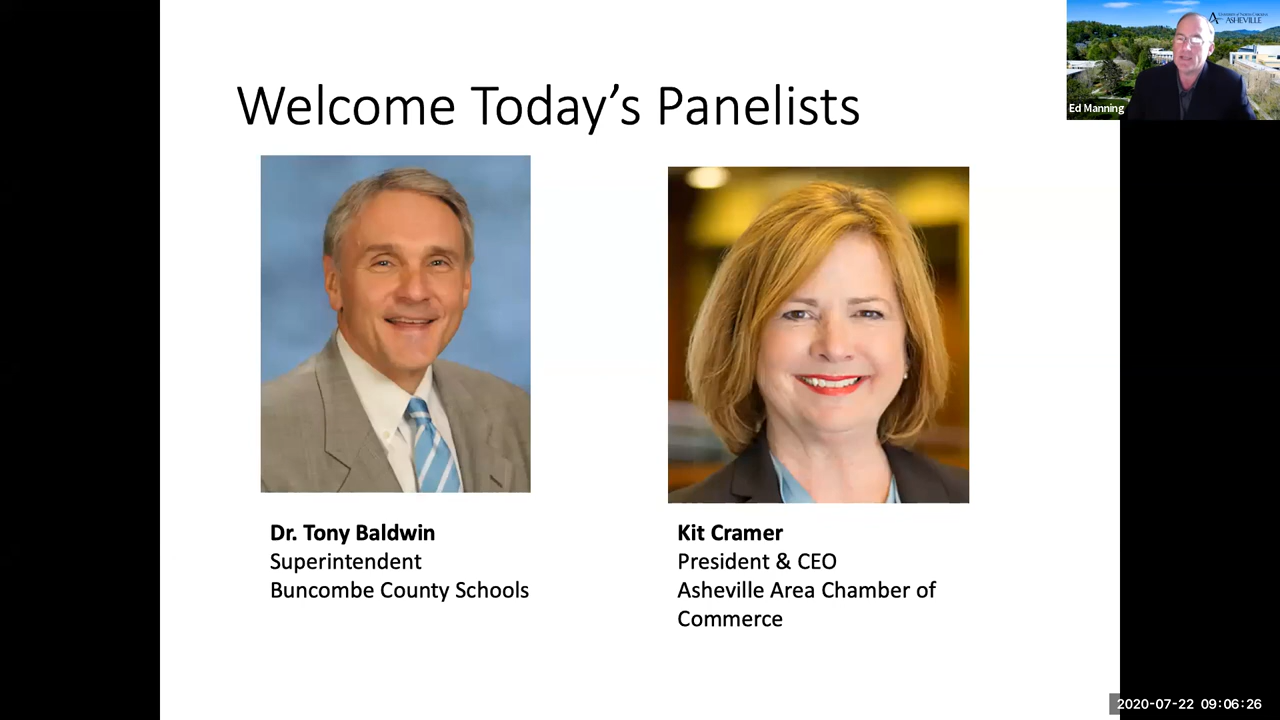 Welcome Today's Panelists
ASHEVILLE
Ed Manning
Dr. Tony Baldwin
Superintendent
Buncombe County Schools
Kit Cramer
President & CEO
Asheville Area Chamber of
Commerce
2020-07-22 09:06:26